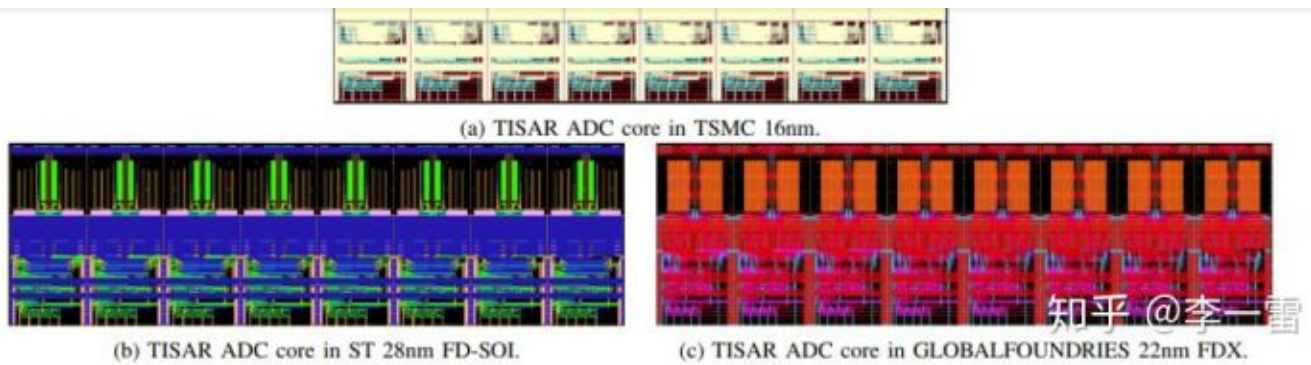 (a) TISAR ADC core in TSMC 16nm.
(b) TISAR ADC core in ST 28nm FD-SOI.
(c) TISAR ADC core in GLOBALFOUNDRIES 22nm FDX.
知乎 @李一雷